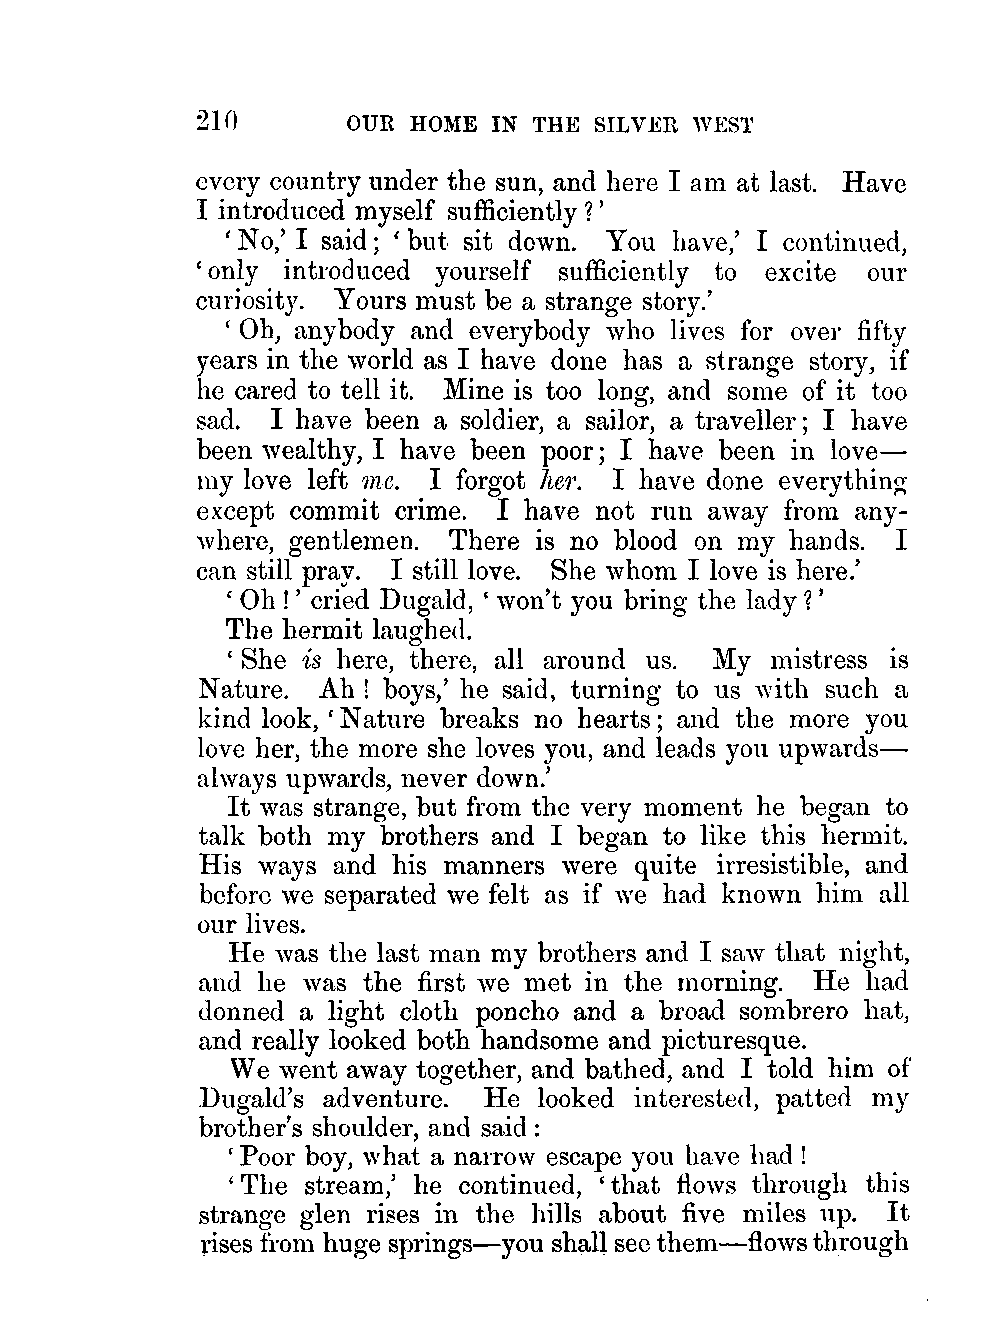 210 OUR HOME IN THE SILVER WEST
every country under the sun, and here I am at last. Have
I introduced myself sufficiently?'
'No,' I said; 'but sit down. You have,' I continued,
'only introduced yourself sufficiently to excite our
curiosity. Yours must be a strange story.'
'Oh, anybody and everybody who lives for over fifty
years in the world as I have done has a strange story, if
he cared to tell it. Mine is too long, and some of it too
sad. I have been a soldier, a sailor, a traveller; I have
been wealthy, I have been poor; I have been in love—
my love left me. I forgot her. I have done everything
except commit crime. I have not run away from any-
where, gentlemen. There is no blood on my hands. I
can still pray. I still love. She whom I love is here.'
'Oh!' cried Dugald, 'won't you bring the lady?'
The hermit laughed.
'She is here, there, all around us. My mistress is
Nature. Ah! boys,' he said, turning to us with such a
kind look, 'Nature breaks no hearts; and the more you
love her, the more she loves you, and leads you upwards—
always upwards, never down.'
It was strange, but from the very moment he began to
talk both my brothers and I began to like this hermit.
His ways and his manners were quite irresistible, and
before we separated we felt as if we had known him all
our lives.
He was the last man my brothers and I saw that night,
and he was the first we met in the morning. He had
donned a light cloth poncho and a broad sombrero hat,
and really looked both handsome and picturesque.
We went away together, and bathed, and I told him of
Dugald's adventure. He looked interested, patted my
brother's shoulder, and said:
'Poor boy, what a narrow escape you have had!
'The stream,' he continued, 'that flows through this
strange glen rises in the hills about five miles up. It
rises from huge springs—you shall see them—flows through